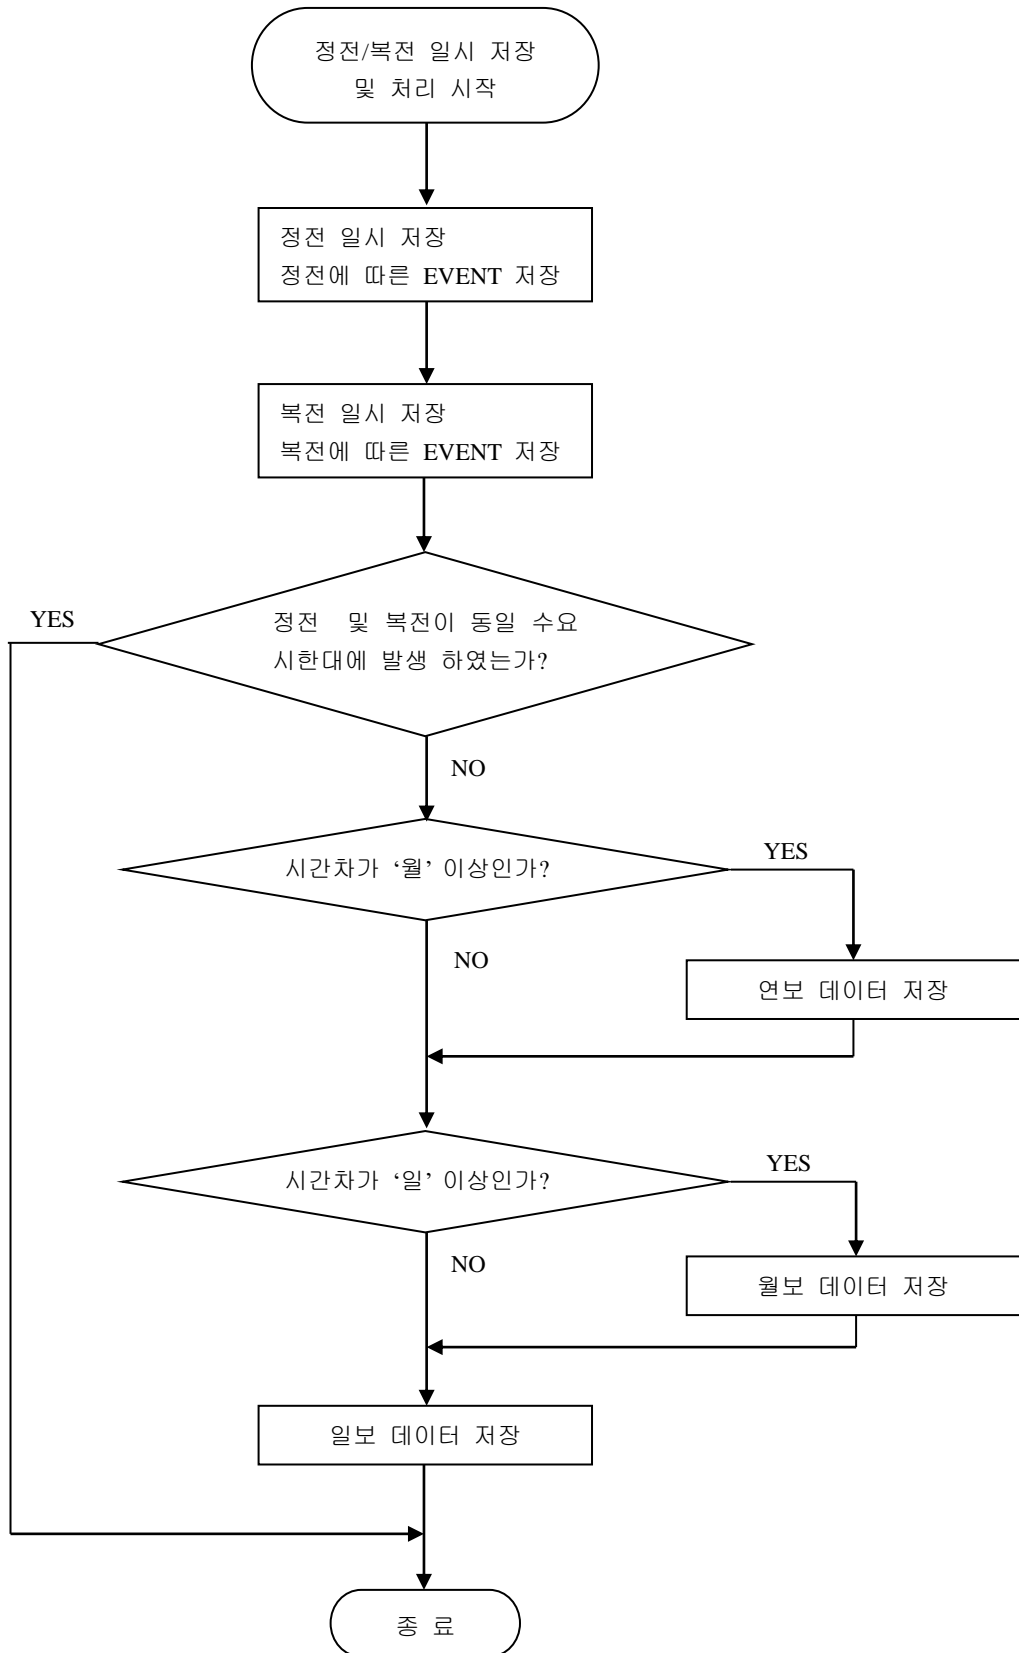 정전/복전 일시 저장
및 처리 시작
정전 일시 저장
정전에 따른 EVENT 저장
복전 일시 저장
복전에 따른 EVENT 저장
YES
정전 및 복전이 동일 수요
시한대에 발생 하였는가?
NO
시간차가 ‘월’ 이상인가?
YES
NO
연보 데이터 저장
시간차가 ‘일’ 이상인가?
YES
NO
월보 데이터 저장
일보 데이터 저장
종 료